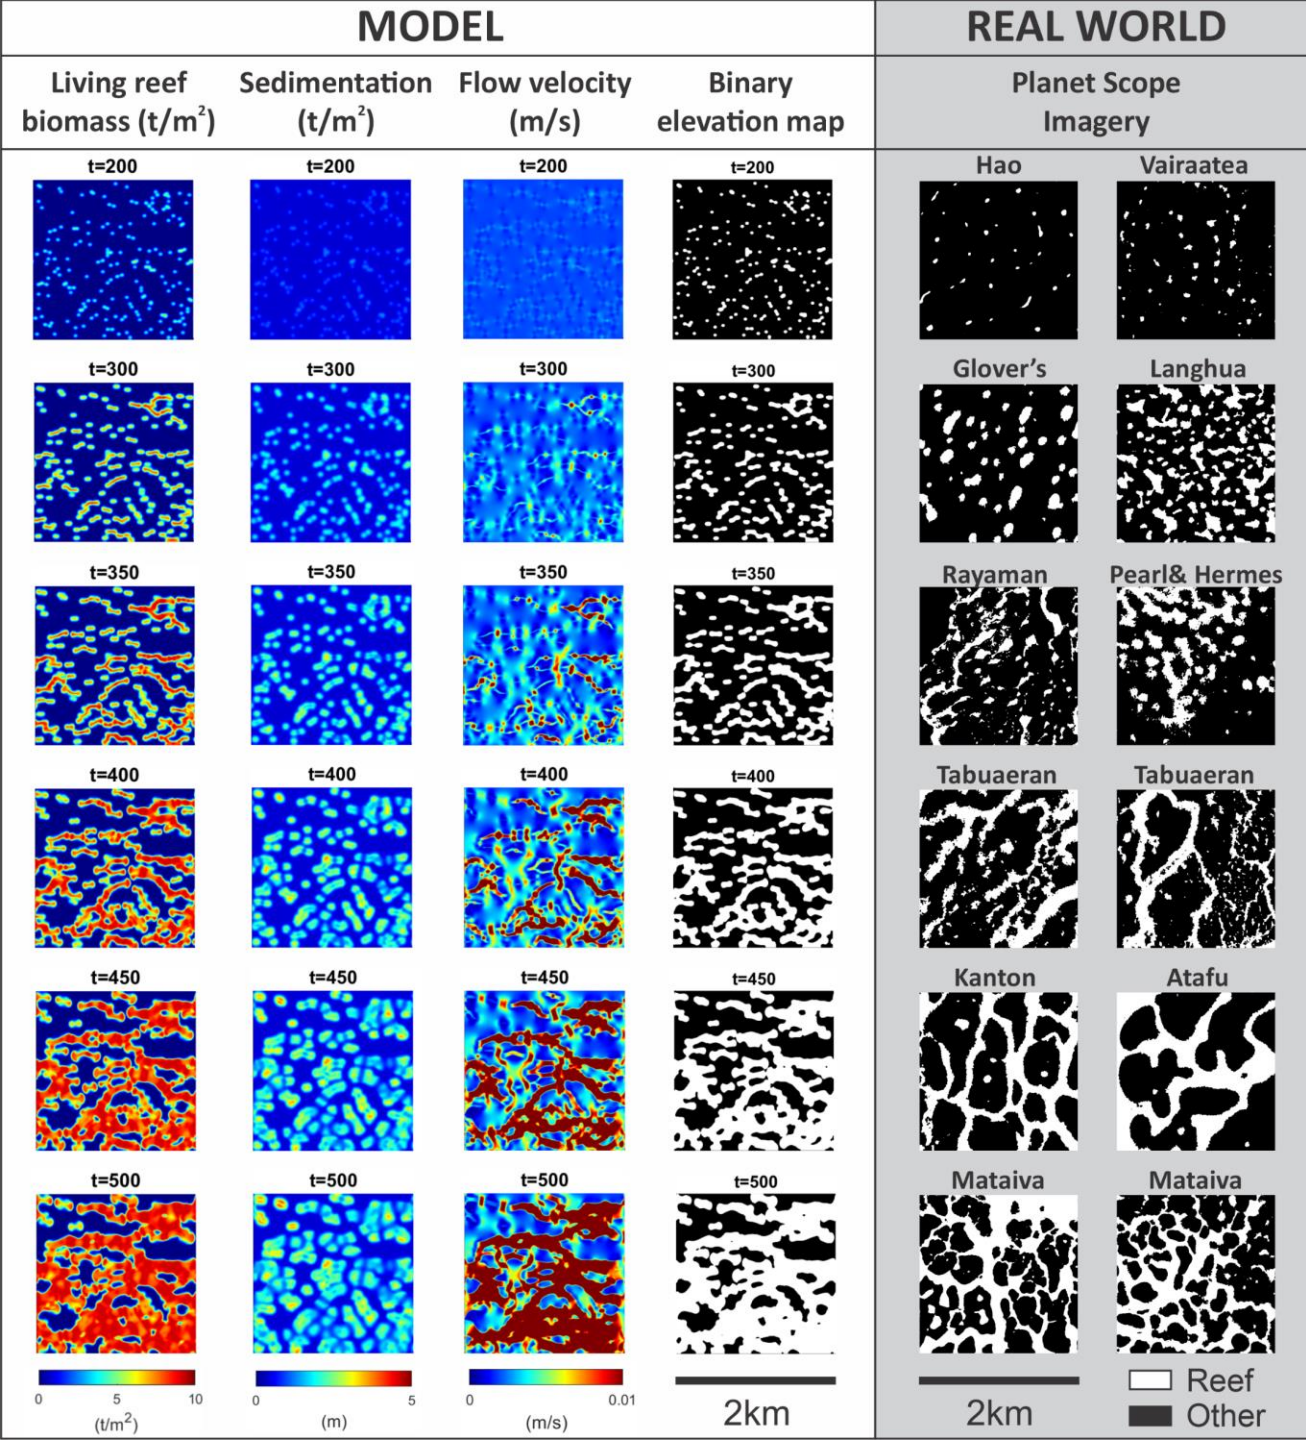 MODEL
REAL WORLD
Living reef
biomass (t/m²)
Sedimentation
(t/m²)
Flow velocity
(m/s)
Binary
elevation map
Planet Scope
Imagery
t=200
t=200
t=200
t=200
Hao
Vairaatea
t=300
t=300
t=300
t=300
Glover's
Langhua
t=350
t=350
t=350
t=350
Rayaman
Pearl& Hermes
t=400
t=400
t=400
t=400
Tabuaeran
Tabuaeran
t=450
t=450
t=450
t=450
Kanton
Atafu
t=500
t=500
t=500
t=500
Mataiva
Mataiva
0 5 10
(t/m²)
0 5
(m)
0 0.01
(m/s)
2km
2km
Reef
Other